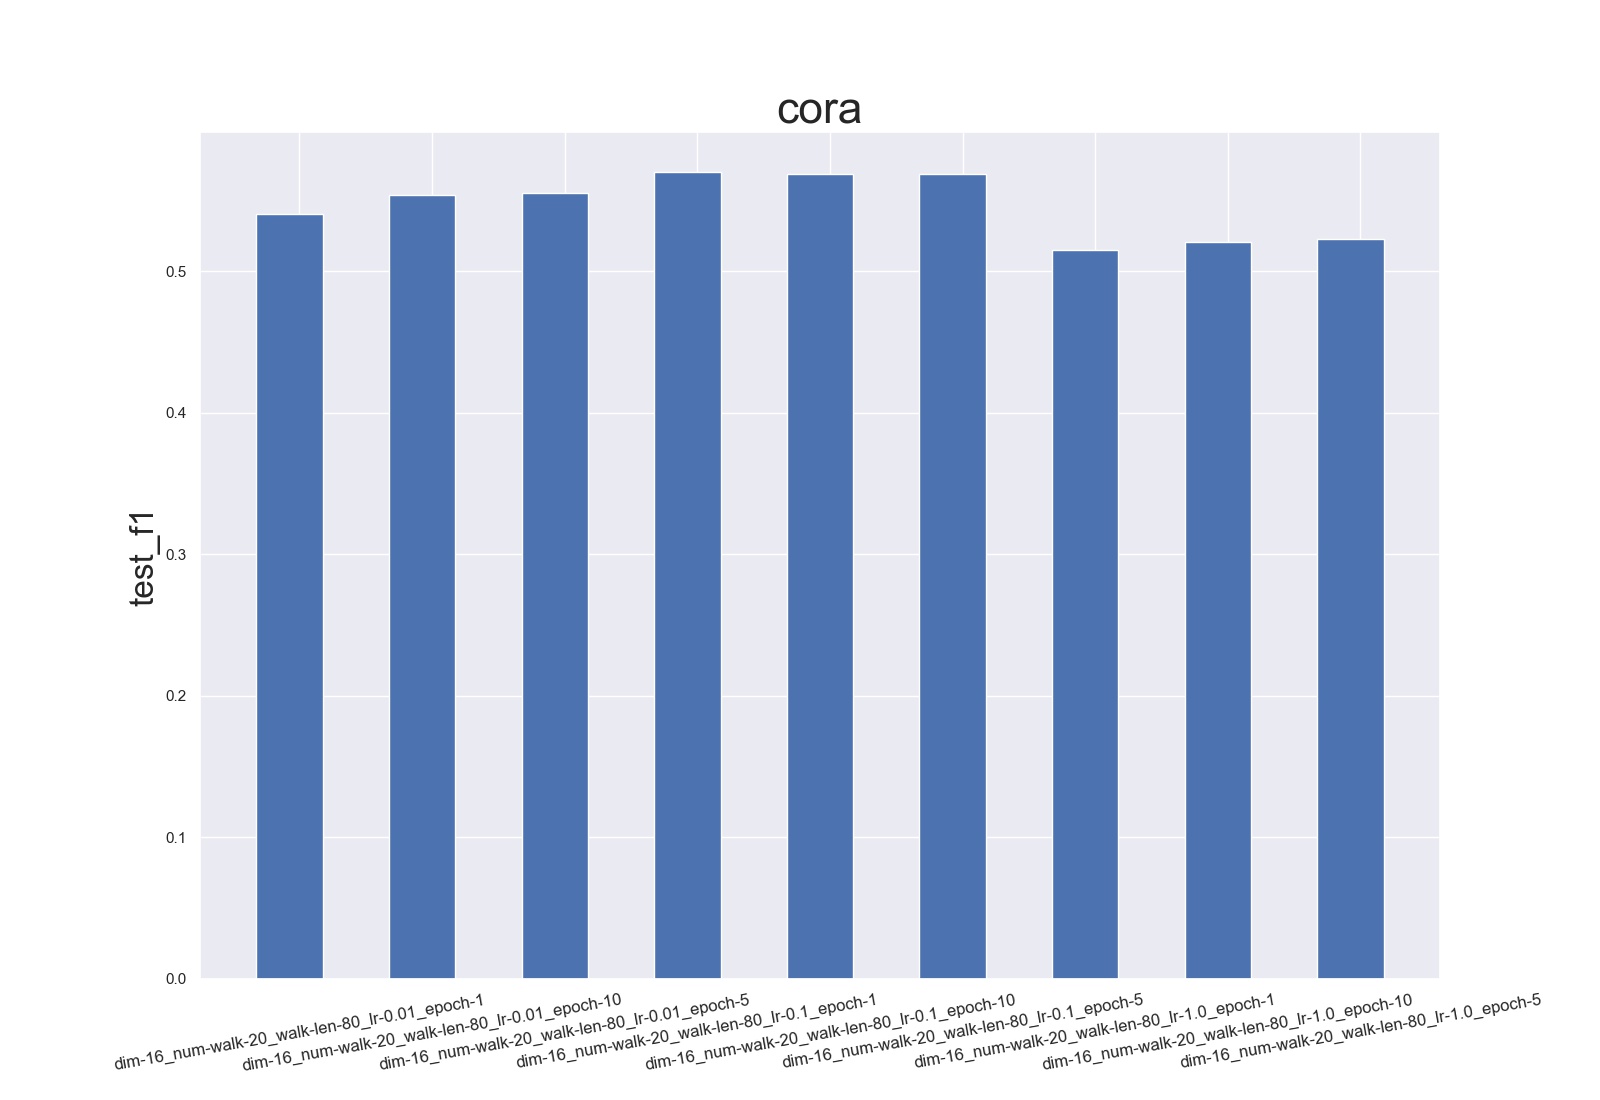 cora
test_f1
0.5
0.4
0.3
0.2
0.1
0.0
dim-16_num-walk-20_walk-len-80_lr-0.01_epoch-1
dim-16_num-walk-20_walk-len-80_lr-0.01_epoch-10
dim-16_num-walk-20_walk-len-80_lr-0.01_epoch-5
dim-16_num-walk-20_walk-len-80_lr-0.1_epoch-1
dim-16_num-walk-20_walk-len-80_lr-0.1_epoch-10
dim-16_num-walk-20_walk-len-80_lr-0.1_epoch-5
dim-16_num-walk-20_walk-len-80_lr-1.0_epoch-1
dim-16_num-walk-20_walk-len-80_lr-1.0_epoch-10
dim-16_num-walk-20_walk-len-80_lr-1.0_epoch-5